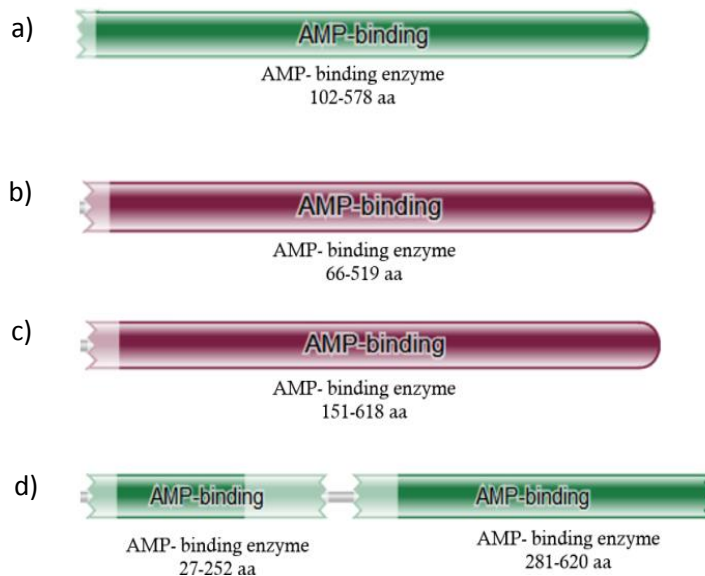 a)
AMP-binding
AMP- binding enzyme
102-578 aa
b)
AMP-binding
AMP- binding enzyme
66-519 aa
c)
AMP-binding
AMP- binding enzyme
151-618 aa
d)
AMP-binding AMP-binding
AMP- binding enzyme AMP- binding enzyme
27-252 aa 281-620 aa